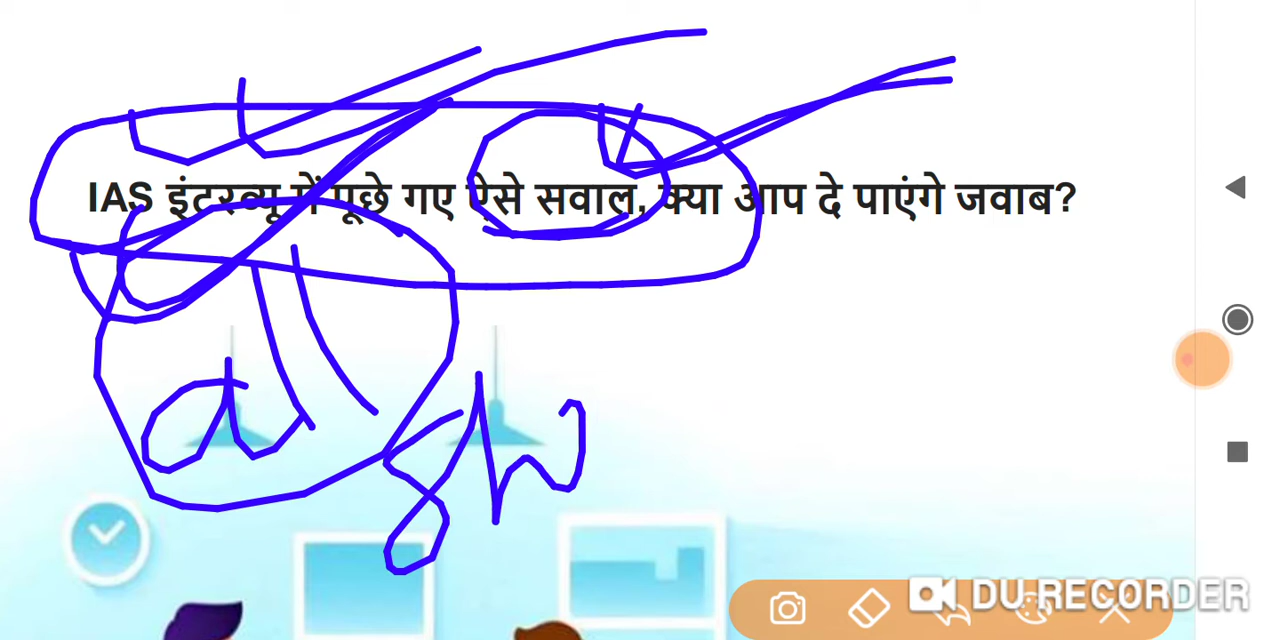 IAS इंटरव्यू में पूछे गए ऐसे सवाल, क्या आप दे पाएंगे जवाब?
DU RECORDER